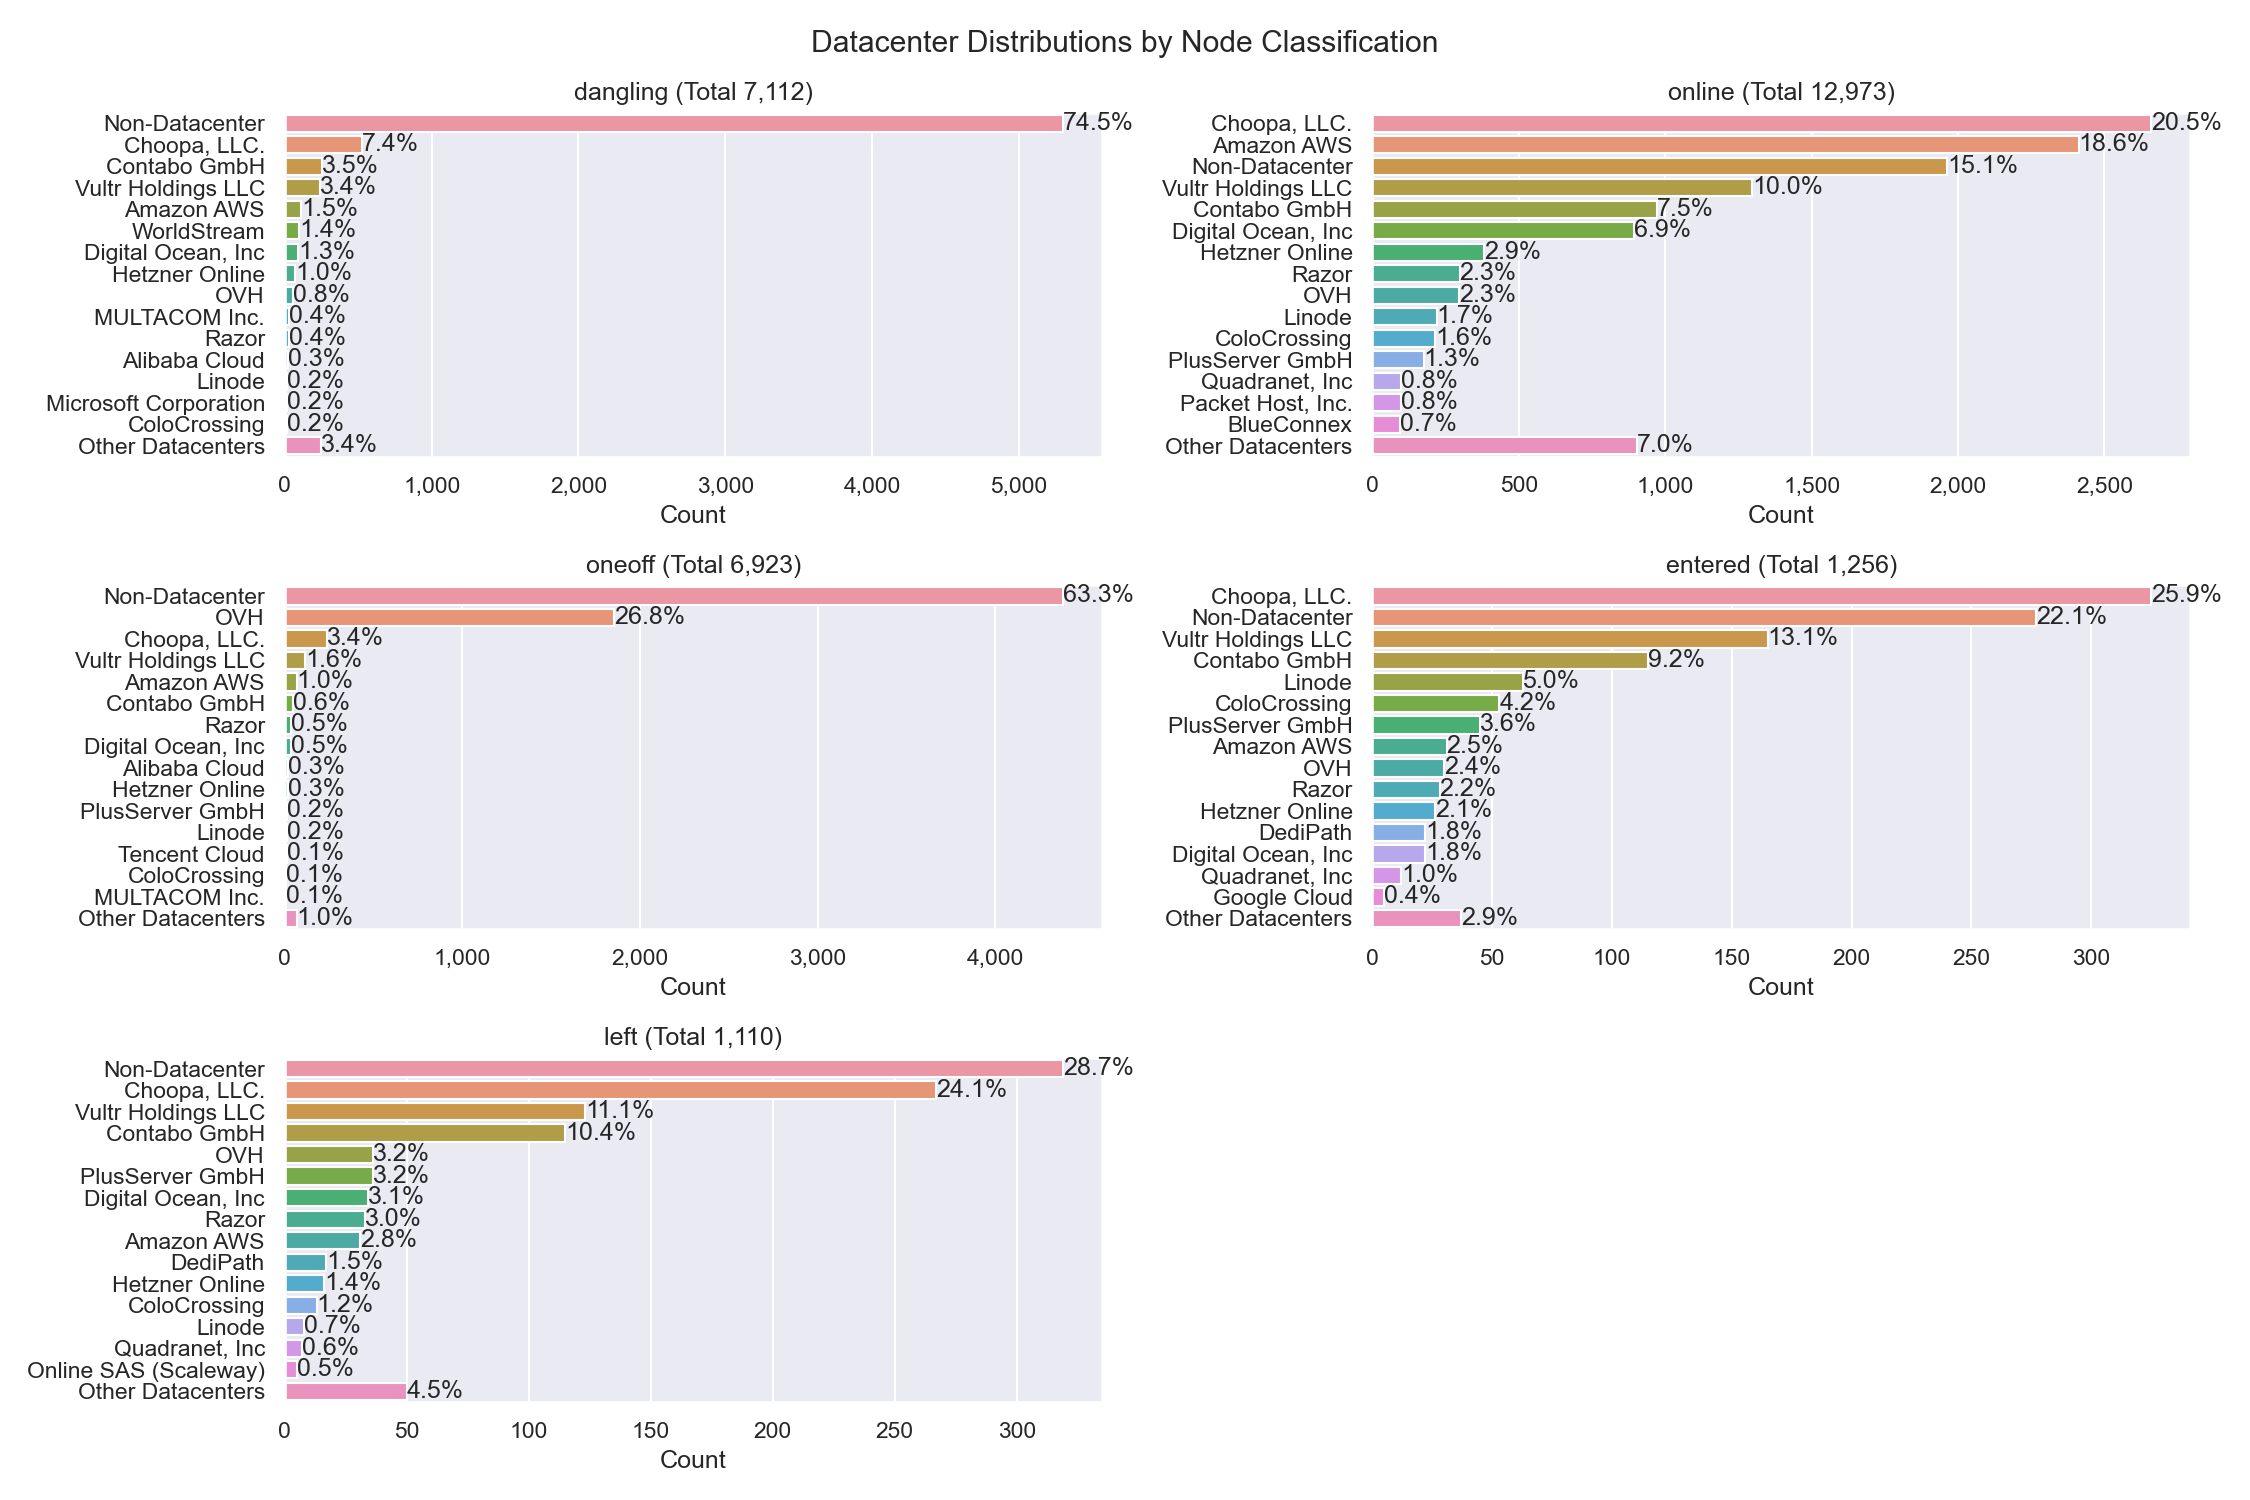 Datacenter Distributions by Node Classification
dangling (Total 7,112)
Non-Datacenter 74.5%
Choopa, LLC. 7.4%
Contabo GmbH 3.5%
Vultr Holdings LLC 3.4%
Amazon AWS 1.5%
WorldStream 1.4%
Digital Ocean, Inc 1.3%
Hetzner Online 1.0%
OVH 0.8%
MULTACOM Inc. 0.4%
Razor 0.4%
Alibaba Cloud 0.3%
Linode 0.2%
Microsoft Corporation 0.2%
ColoCrossing 0.2%
Other Datacenters 3.4%
0 1,000 2,000 3,000 4,000 5,000
Count
online (Total 12,973)
Choopa, LLC. 20.5%
Amazon AWS 18.6%
Non-Datacenter 15.1%
Vultr Holdings LLC 10.0%
Contabo GmbH 7.5%
Digital Ocean, Inc 6.9%
Hetzner Online 2.9%
Razor 2.3%
OVH 2.3%
Linode 1.7%
ColoCrossing 1.6%
PlusServer GmbH 1.3%
Quadranet, Inc 0.8%
Packet Host, Inc. 0.8%
BlueConnex 0.7%
Other Datacenters 7.0%
0 500 1,000 1,500 2,000 2,500
Count
oneoff (Total 6,923)
Non-Datacenter 63.3%
OVH 26.8%
Choopa, LLC. 3.4%
Vultr Holdings LLC 1.6%
Amazon AWS 1.0%
Contabo GmbH 0.6%
Razor 0.5%
Digital Ocean, Inc 0.5%
Alibaba Cloud 0.3%
Hetzner Online 0.3%
PlusServer GmbH 0.2%
Linode 0.2%
Tencent Cloud 0.1%
ColoCrossing 0.1%
MULTACOM Inc. 0.1%
Other Datacenters 1.0%
0 1,000 2,000 3,000 4,000
Count
entered (Total 1,256)
Choopa, LLC. 25.9%
Non-Datacenter 22.1%
Vultr Holdings LLC 13.1%
Contabo GmbH 9.2%
Linode 5.0%
ColoCrossing 4.2%
PlusServer GmbH 3.6%
Amazon AWS 2.5%
OVH 2.4%
Razor 2.2%
Hetzner Online 2.1%
DediPath 1.8%
Digital Ocean, Inc 1.8%
Quadranet, Inc 1.0%
Google Cloud 0.4%
Other Datacenters 2.9%
0 50 100 150 200 250 300
Count
left (Total 1,110)
Non-Datacenter 28.7%
Choopa, LLC. 24.1%
Vultr Holdings LLC 11.1%
Contabo GmbH 10.4%
OVH 3.2%
PlusServer GmbH 3.2%
Digital Ocean, Inc 3.1%
Razor 3.0%
Amazon AWS 2.8%
DediPath 1.5%
Hetzner Online 1.4%
ColoCrossing 1.2%
Linode 0.7%
Quadranet, Inc 0.6%
Online SAS (Scaleway) 0.5%
Other Datacenters 4.5%
0 50 100 150 200 250 300
Count